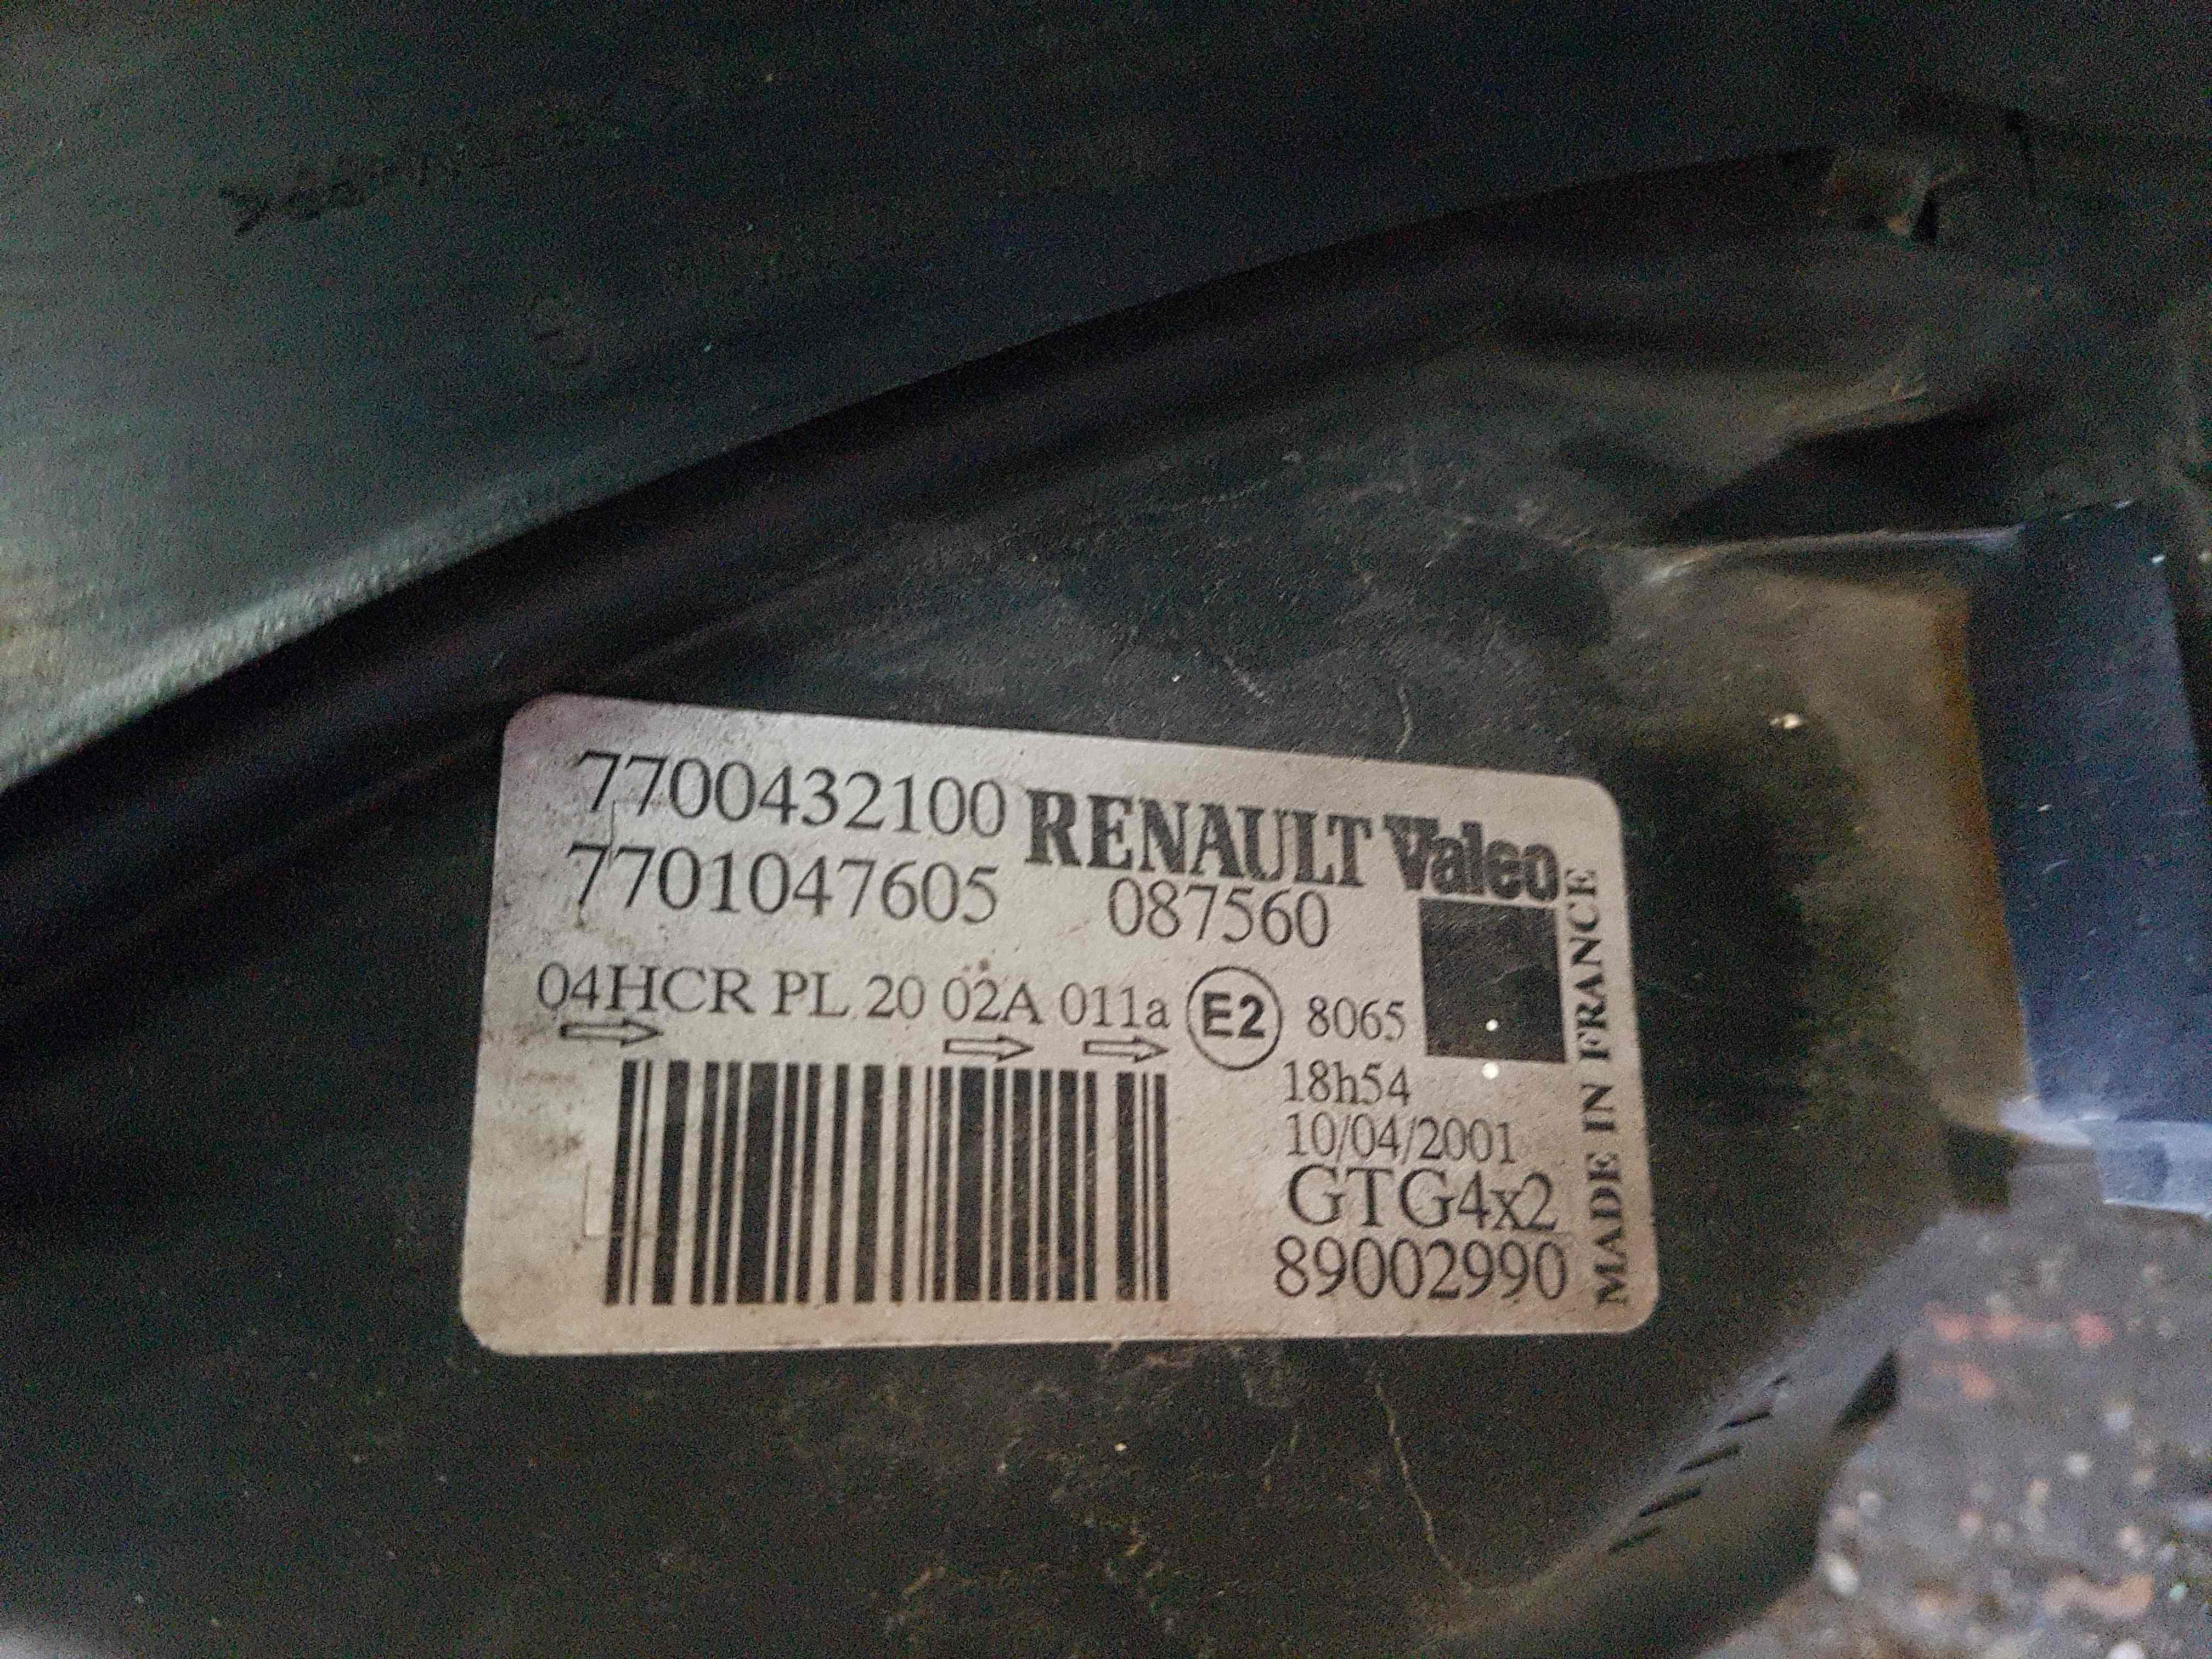 7700432100 RENAULT Valeo
7701047605 087560
04HCR PL 20 02A 011a E2 8065
18h54
10/04/2001
GTG4x2
89002990
MADE IN FRANCE